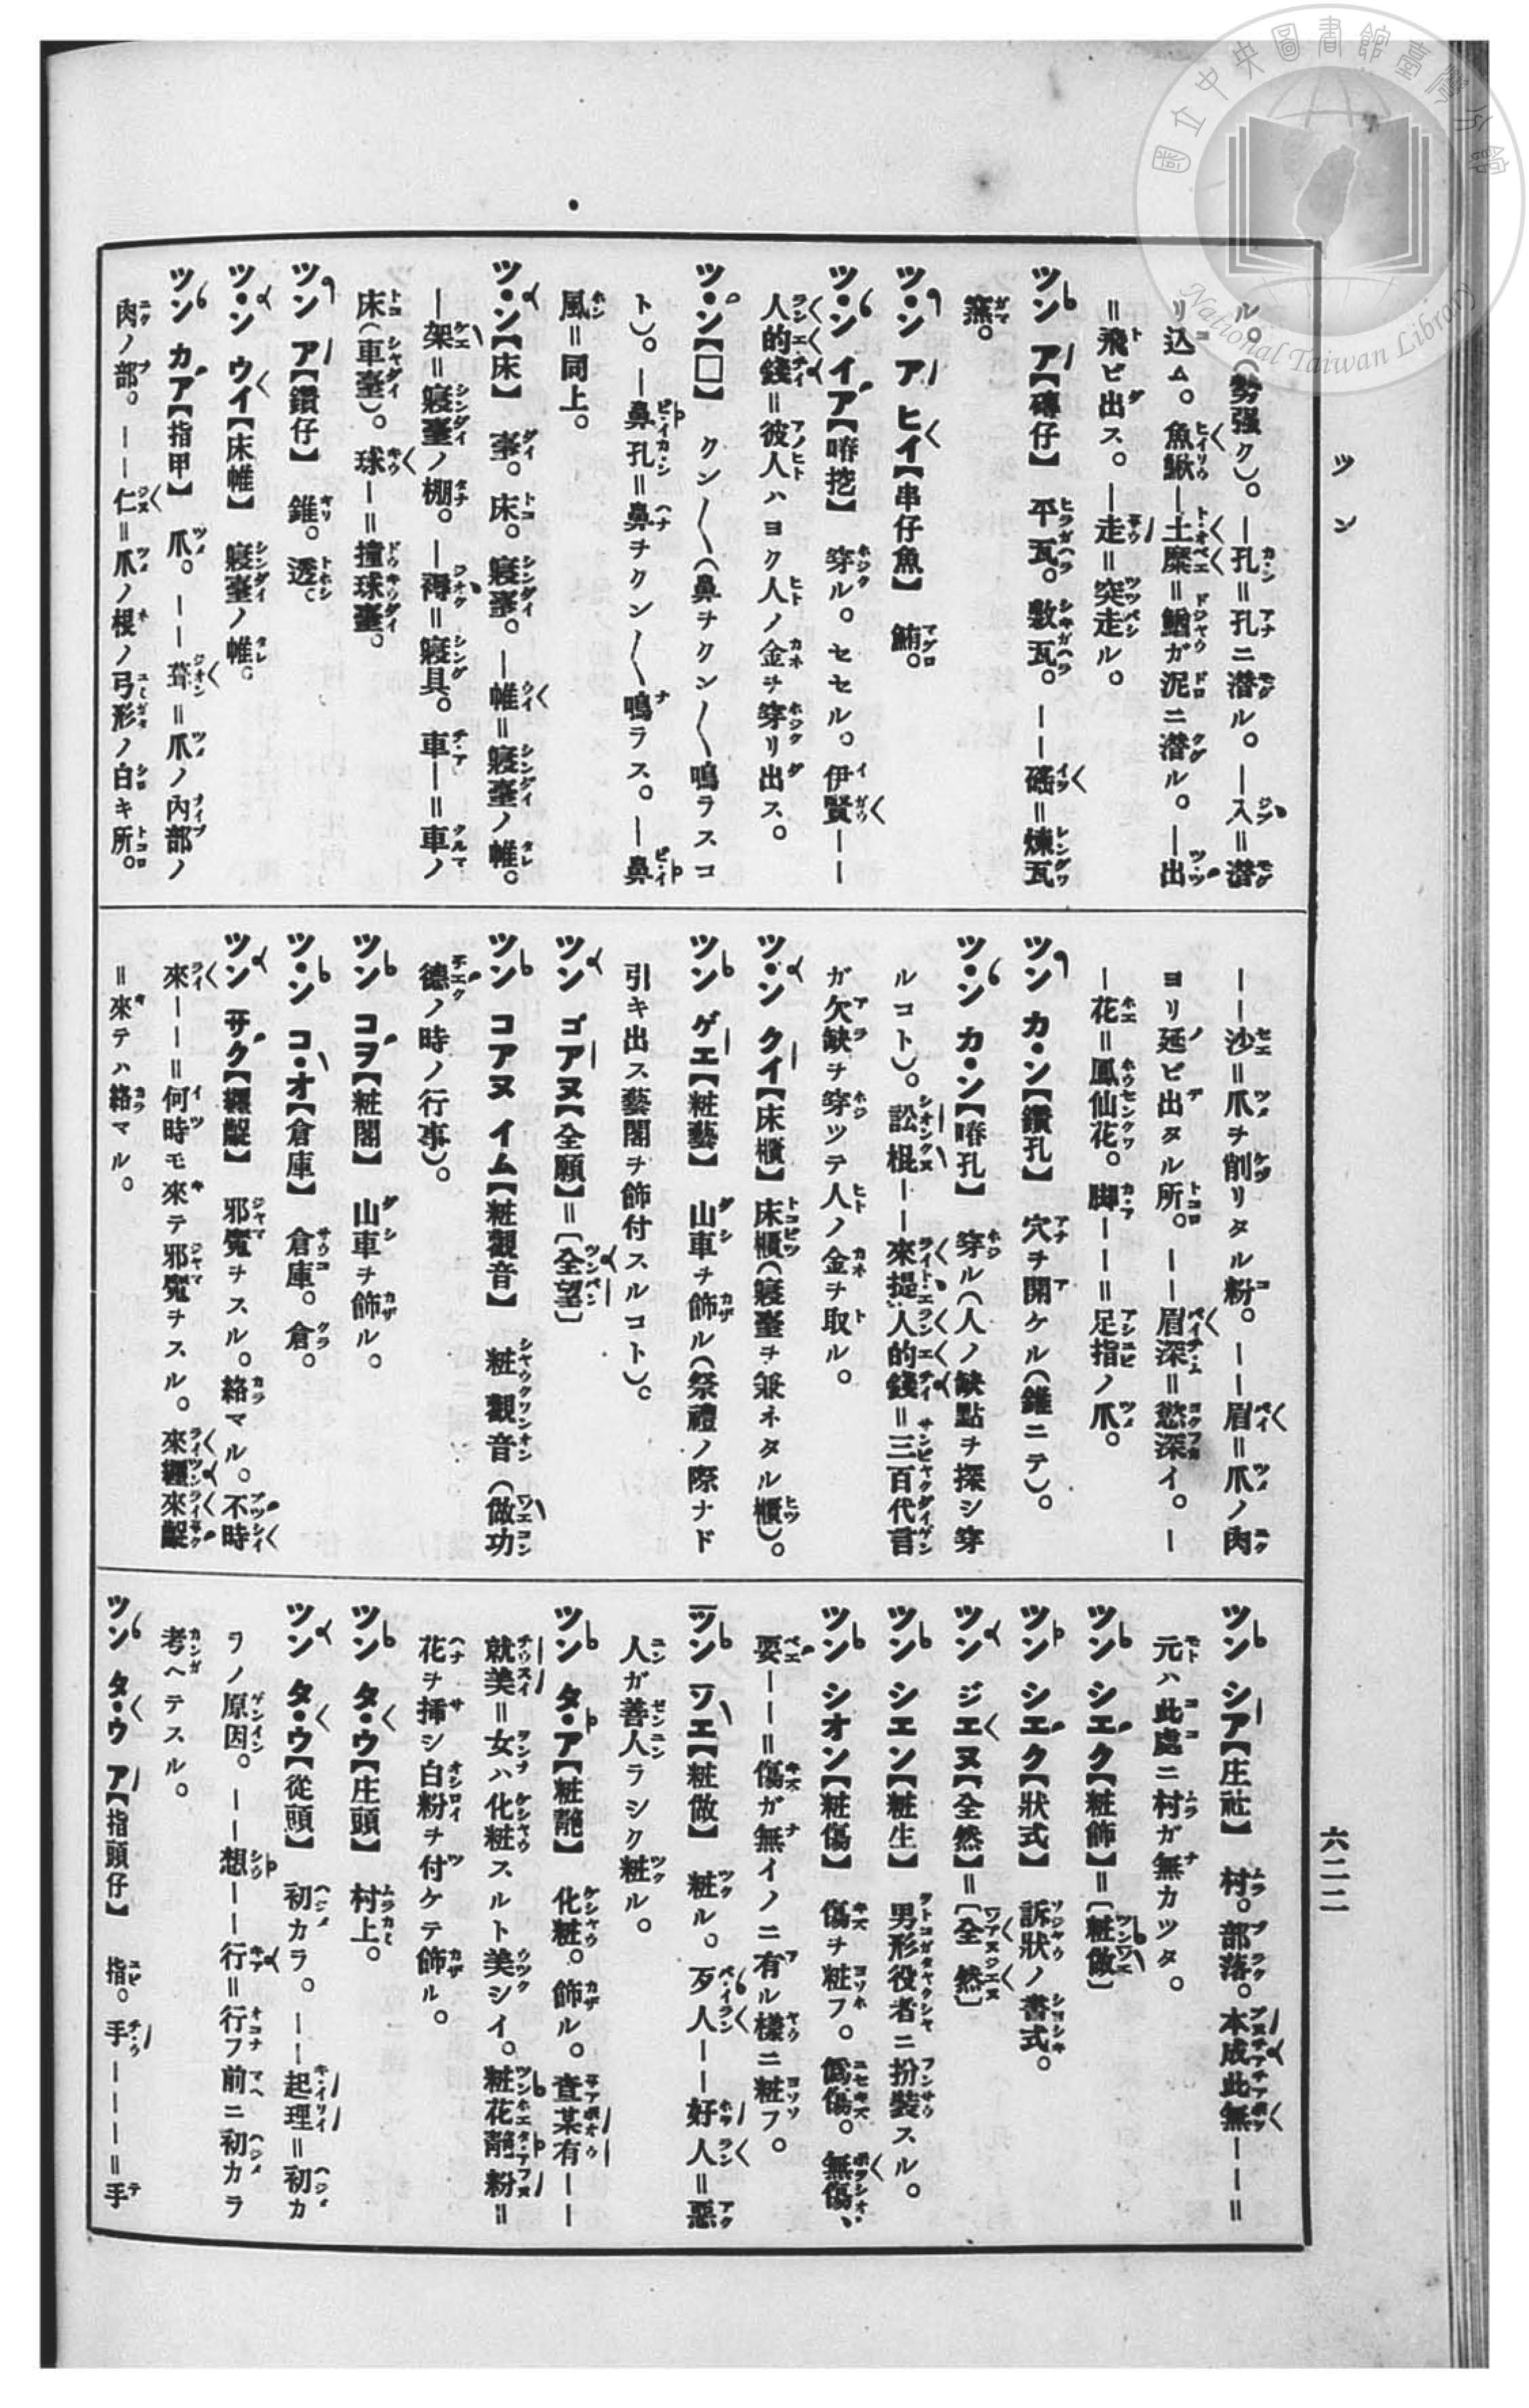 國立中央圖書館臺灣分館
National Taiwan Library
ツン
六二二
ル。(勢强ク)。―孔=孔ニ潜ル。―入=潜
リ込ム。魚鰍―土糜=鰌ガ泥ニ潜ル。―出
=飛ビ出ス。―走=突走ル。
ツン ア【磚仔】 平瓦。敷瓦。――磘=煉瓦
窯。
ツ・ン ア ヒイ【串仔魚】 鮪。
ツ・ン イア【嘴挖】 穿ル。セセル。伊賢――
人的錢=彼人ハヨク人ノ金ヲ穿リ出ス。
ツ・ン【□】 クン〱(鼻ヲクン〱鳴ラスコ
ト)。―鼻孔=鼻ヲクン〱鳴ラス。―鼻
風=同上。
ツ・ン【床】 臺。床。寢臺。―帷=寢臺ノ帷。
―架=寢臺ノ棚。―褥=寢具。車―=車ノ
床(車臺)。球―=撞球臺。
ツン ア【鑽仔】 錐。透。
ツ・ン ウイ【床帷】 寢臺ノ帷。
ツン カア【指甲】 爪。――茸=爪ノ內部ノ
肉ノ部。――仁=爪ノ根ノ弓形ノ白キ所。
――沙=爪ヲ削リタル粉。――眉=爪ノ肉
ヨリ延ビ出タル所。――眉深=慾深イ。―
―花=鳳仙花。脚――=足指ノ爪。
ツン カ・ン【鑽孔】 穴ヲ開ケル(錐ニテ)。
ツ・ン カ・ン【孔】 穿ル(人ノ缺點ヲ探シ穿
ルコト)。訟棍――來提人的錢=三百代言
ガ欠缺ヲ穿ツテ人ノ金ヲ取ル。
ツ・ン クイ【床櫃】 床櫃(寢臺ヲ兼ネタル櫃)。
ツン ゲエ【粧藝】 山車ヲ飾ル(祭禮ノ際ナド
引キ出ス藝閣ヲ飾付スルコト)。
ツン ゴアヌ【全願】=〔全望〕
ツン コアヌ イム【粧觀音】 粧觀音(做功
德ノ時ノ行事)。
ツン コヲ【粧閣】 山車ヲ飾ル。
ツ・ン コ・オ【倉庫】 倉庫。倉。
ツン サク【纏齪】 邪魔ヲスル。絡マル。不時
來――=何時モ來テ邪魔ヲスル。來纏來齪
=來テハ絡マル。
ツン シア【庄社】 村。部落。本成此無――=
元ハ此處ニ村ガ無カツタ。
ツン シエク【粧飾】=〔粧做〕
ツン シエク【狀式】 訴狀ノ書式。
ツン ジエヌ【全然】=〔全然〕
ツン シエン【粧生】 男形役者ニ扮裝スル。
ツン シオン【粧傷】 傷ヲ粧フ。僞傷。無傷、
要――=傷ガ無イノニ有ル樣ニ粧フ。
ツン ワエ【粧做】 粧ル。歹人――好人=惡
人ガ善人ラシク粧ル。
ツン タ・ア【粧】 化粧。飾ル。查某有――
就美=女ハ化粧スルト美シイ。粧花粉=
花ヲ揷シ白粉ヲ付ケテ飾ル。
ツン タ・ウ【庄頭】 村上。
ツン タ・ウ【從頭】 初カラ。――起理=初カ
ラノ原因。――想――行=行フ前ニ初カラ
考ヘテスル。
ツン タ・ウ ア【指頭仔】 指。手―――=手